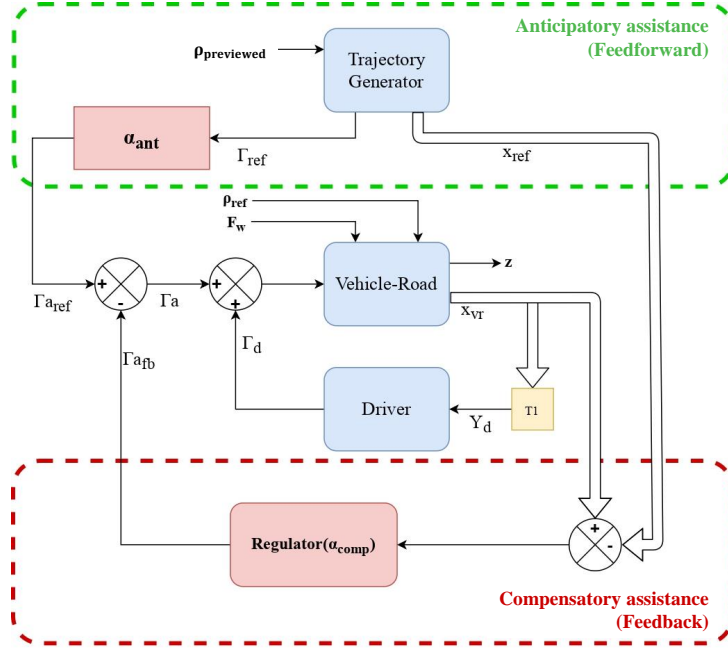 Anticipatory assistance
(Feedforward)
ρpreviewed
Trajectory
Generator
αant
Γref
xref
ρref
Fw
+
-
+
+
Vehicle-Road
z
Γaref
Γa
xvr
Γafb
Γd
Driver
Yd
T1
Regulator(αcomp)
+
-
Compensatory assistance
(Feedback)